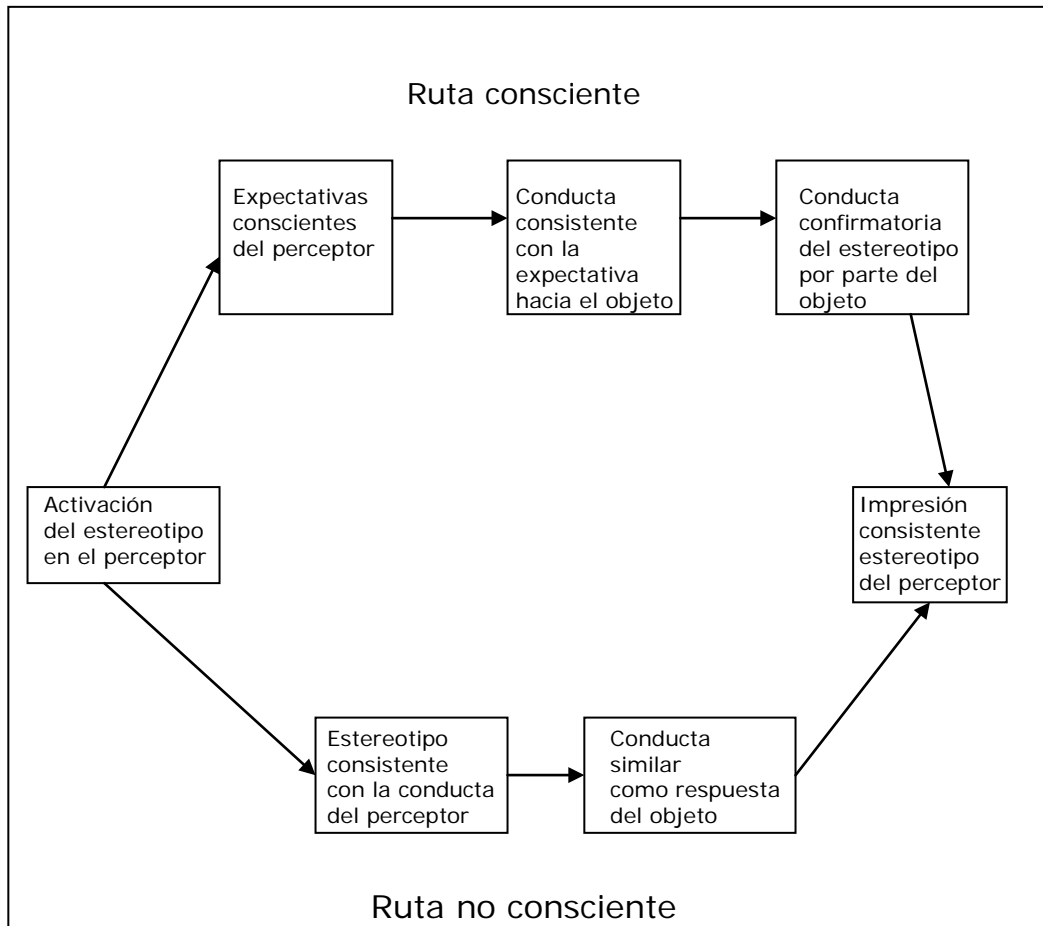 Ruta consciente
Expectativas
conscientes
del perceptor
Conducta
consistente
con la
expectativa
hacia el objeto
Conducta
confirmatoria
del estereotipo
por parte del
objeto
Activación
del estereotipo
en el perceptor
Impresión
consistente
estereotipo
del perceptor
Estereotipo
consistente
con la conducta
del perceptor
Conducta
similar
como respuesta
del objeto
Ruta no consciente